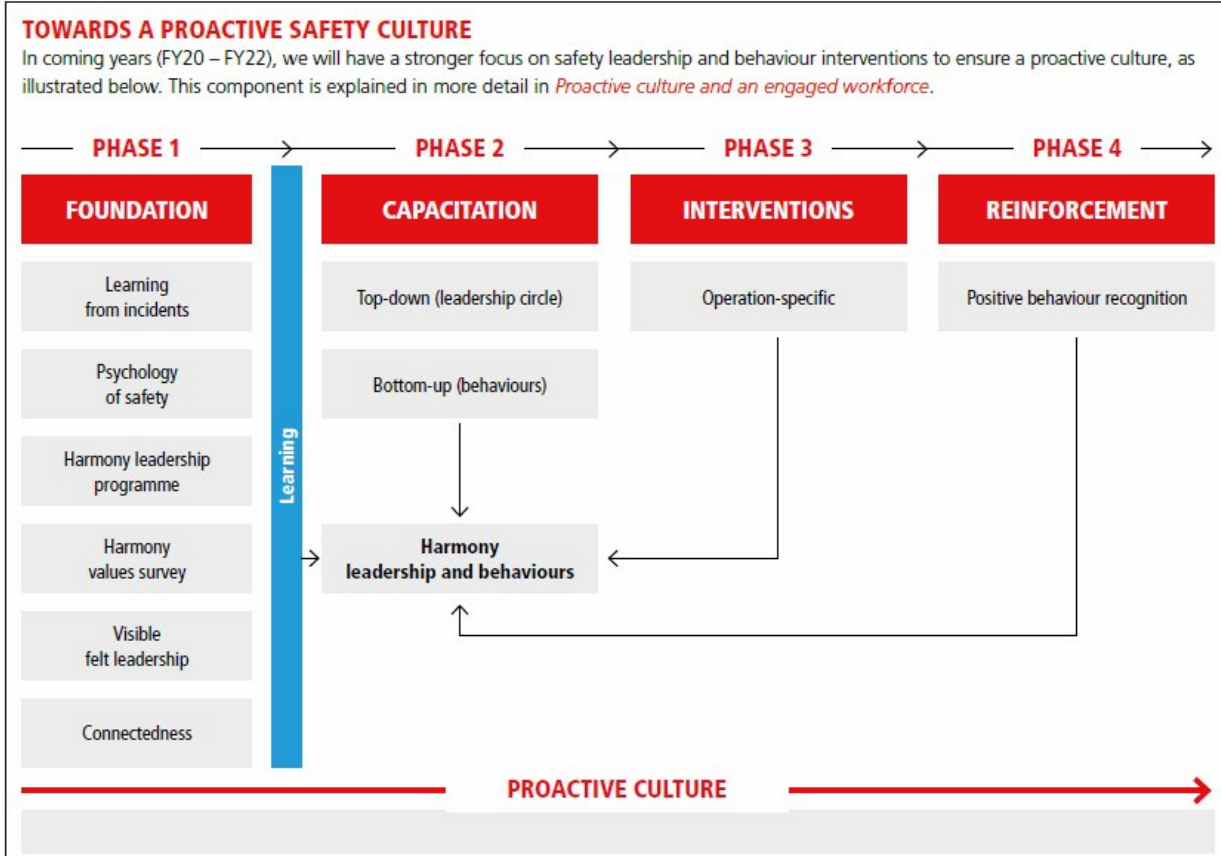 TOWARDS A PROACTIVE SAFETY CULTURE
In coming years (FY20 – FY22), we will have a stronger focus on safety leadership and behaviour interventions to ensure a proactive culture, as
illustrated below. This component is explained in more detail in Proactive culture and an engaged workforce.
PHASE 1
PHASE 2
PHASE 3
PHASE 4
FOUNDATION
CAPACITATION
INTERVENTIONS
REINFORCEMENT
Learning
from incidents
Psychology
of safety
Harmony leadership
programme
Harmony
values survey
Visible
felt leadership
Connectedness
Learning
Top-down (leadership circle)
Bottom-up (behaviours)
Harmony
leadership and behaviours
Operation-specific
Positive behaviour recognition
PROACTIVE CULTURE